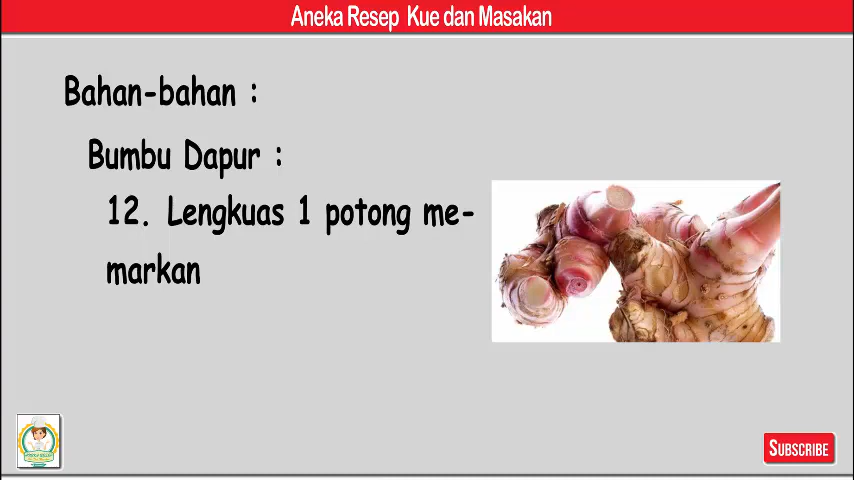 Aneka Resep Kue dan Masakan
Bahan-bahan :
Bumbu Dapur :
12. Lengkuas 1 potong me-
markan
SUBSCRIBE